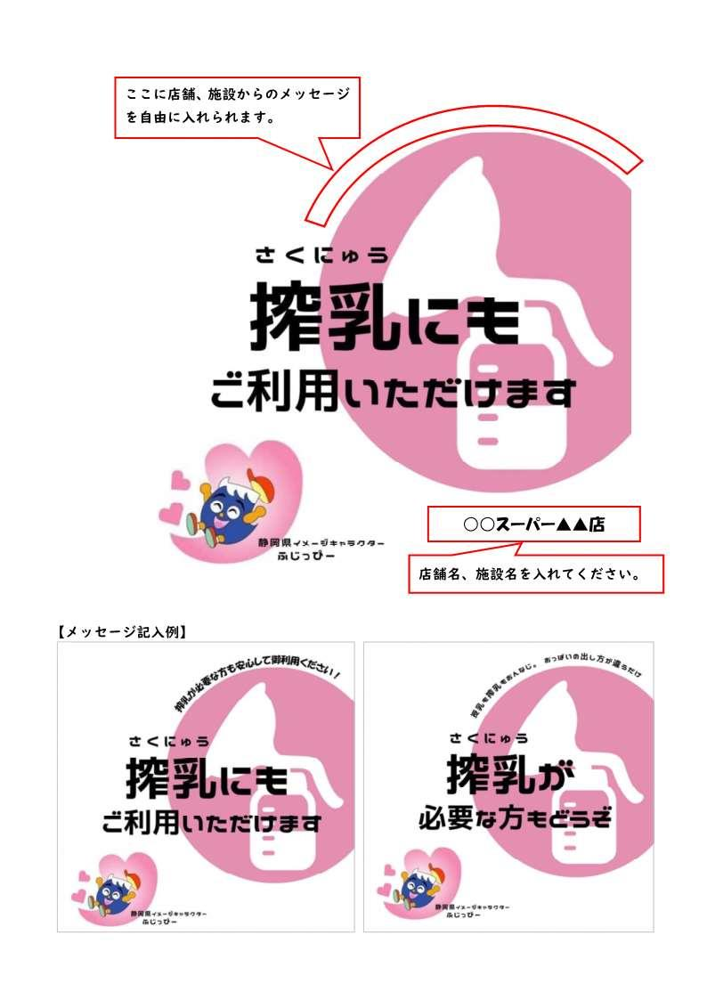 ここに店舗、施設からのメッセージ
を自由に入れられます。
さくにゅう
搾乳にも
ご利用いただけます
静岡県イメージキャラクター
ふじっぴー
○○スーパー▲▲店
店舗名、施設名を入れてください。
【メッセージ記入例】
搾乳が必要な方も安心して御利用ください！
さくにゅう
搾乳にも
ご利用いただけます
静岡県イメージキャラクター
ふじっぴー
授乳も搾乳もおんなじ。 おっぱいの出し方が違うだけ
さくにゅう
搾乳が
必要な方もどうぞ
静岡県イメージキャラクター
ふじっぴー